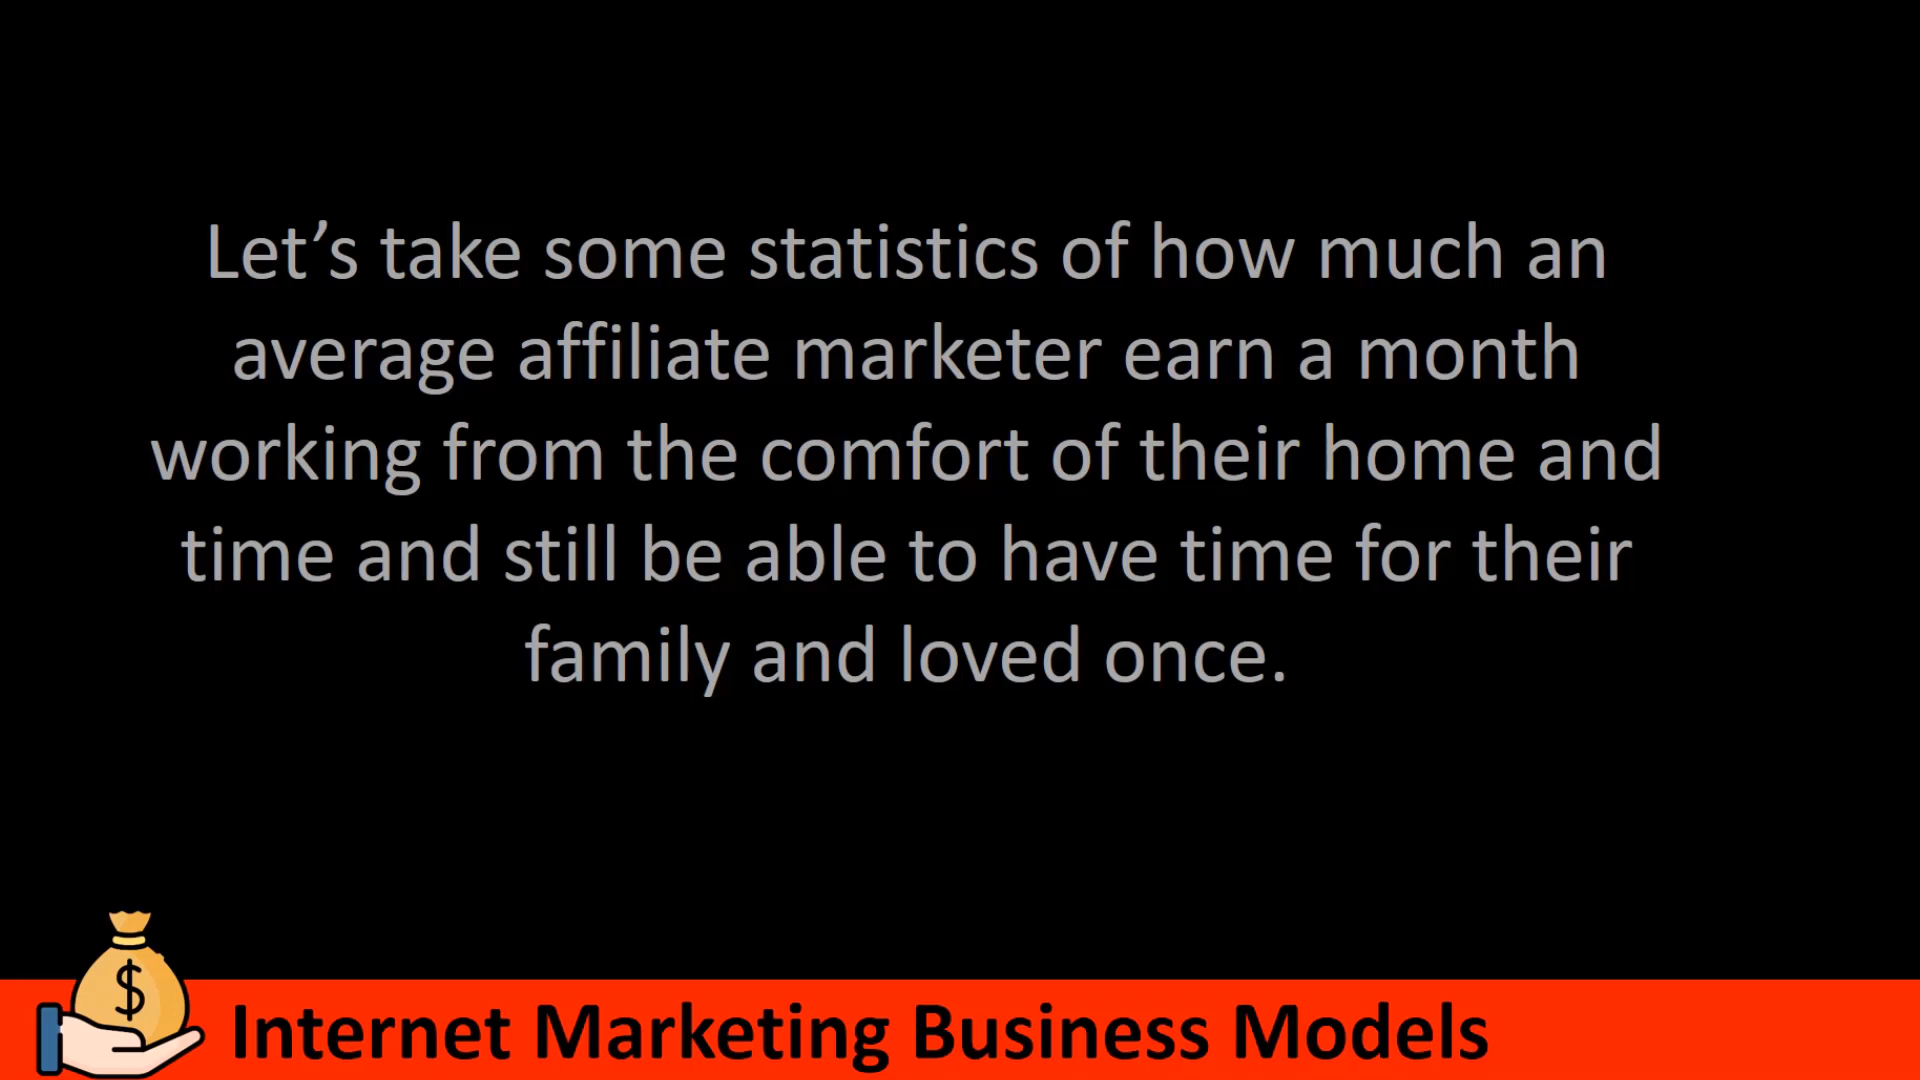 Let’s take some statistics of how much an
average affiliate marketer earn a month
working from the comfort of their home and
time and still be able to have time for their
family and loved once.
$
Internet Marketing Business Models